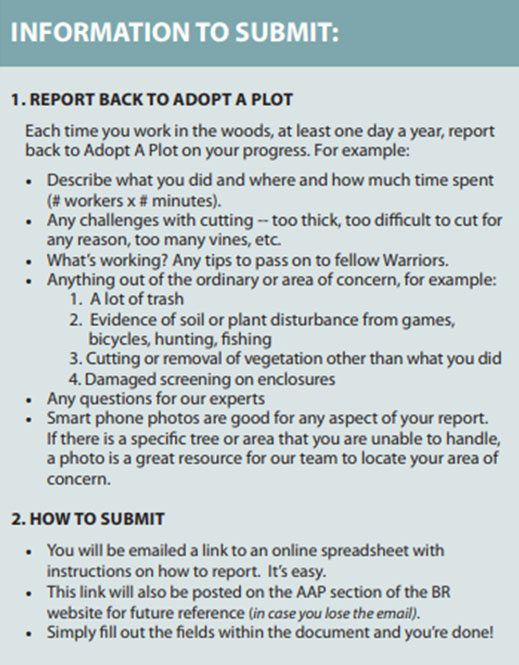 INFORMATION TO SUBMIT:
1. REPORT BACK TO ADOPT A PLOT
Each time you work in the woods, at least one day a year, report
back to Adopt A Plot on your progress. For example:
• Describe what you did and where and how much time spent
(# workers x # minutes).
• Any challenges with cutting -- too thick, too difficult to cut for
any reason, too many vines, etc.
• What's working? Any tips to pass on to fellow Warriors.
• Anything out of the ordinary or area of concern, for example:
1. A lot of trash
2. Evidence of soil or plant disturbance from games,
bicycles, hunting, fishing
3. Cutting or removal of vegetation other than what you did
4. Damaged screening on enclosures
• Any questions for our experts
• Smart phone photos are good for any aspect of your report.
If there is a specific tree or area that you are unable to handle,
a photo is a great resource for our team to locate your area of
concern.
2. HOW TO SUBMIT
• You will be emailed a link to an online spreadsheet with
instructions on how to report. It's easy.
• This link will also be posted on the AAP section of the BR
website for future reference (in case you lose the email).
• Simply fill out the fields within the document and you're done!